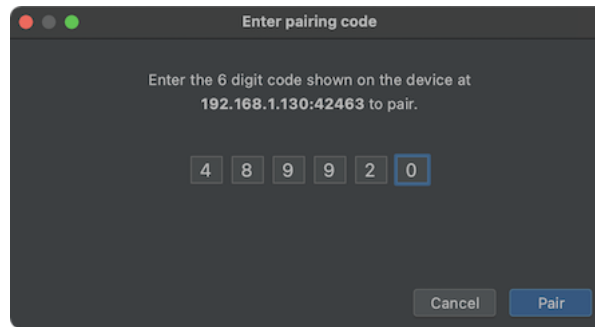 Enter pairing code
Enter the 6 digit code shown on the device at
192.168.1.130:42463 to pair.
4 8 9 9 2 0
Cancel Pair